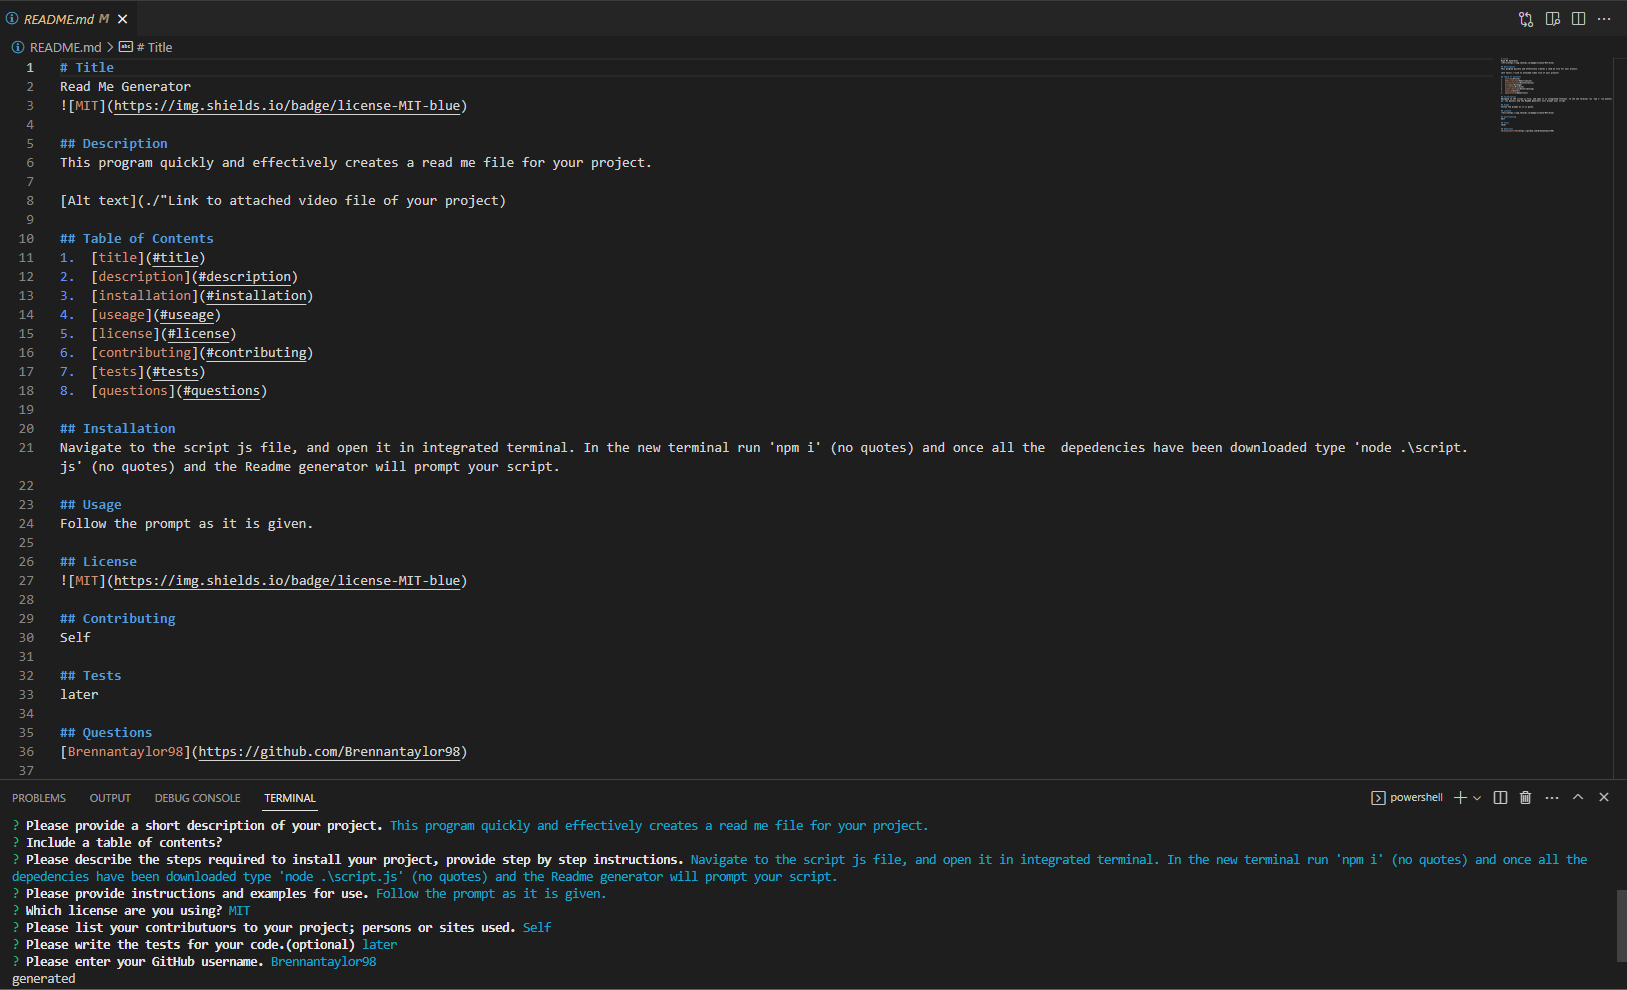 README.md M
README.md > # Title
1 # Title
2 Read Me Generator
3 ![MIT](https://img.shields.io/badge/license-MIT-blue)
4
5 ## Description
6 This program quickly and effectively creates a read me file for your project.
7
8 [Alt text](./"Link to attached video file of your project)
9
10 ## Table of Contents
11 1.  [title](#title)
12 2.  [description](#description)
13 3.  [installation](#installation)
14 4.  [useage](#useage)
15 5.  [license](#license)
16 6.  [contributing](#contributing)
17 7.  [tests](#tests)
18 8.  [questions](#questions)
19
20 ## Installation
21 Navigate to the script js file, and open it in integrated terminal. In the new terminal run 'npm i' (no quotes) and once all the  depedencies have been downloaded type 'node .\script.
js' (no quotes) and the Readme generator will prompt your script.
22
23 ## Usage
24 Follow the prompt as it is given.
25
26 ## License
27 ![MIT](https://img.shields.io/badge/license-MIT-blue)
28
29 ## Contributing
30 Self
31
32 ## Tests
33 later
34
35 ## Questions
36 [Brennantaylor98](https://github.com/Brennantaylor98)
37
PROBLEMS OUTPUT DEBUG CONSOLE TERMINAL powershell
? Please provide a short description of your project. This program quickly and effectively creates a read me file for your project.
? Include a table of contents?
? Please describe the steps required to install your project, provide step by step instructions. Navigate to the script js file, and open it in integrated terminal. In the new terminal run 'npm i' (no quotes) and once all the
depedencies have been downloaded type 'node .\script.js' (no quotes) and the Readme generator will prompt your script.
? Please provide instructions and examples for use. Follow the prompt as it is given.
? Which license are you using? MIT
? Please list your contributuors to your project; persons or sites used. Self
? Please write the tests for your code.(optional) later
? Please enter your GitHub username. Brennantaylor98
generated